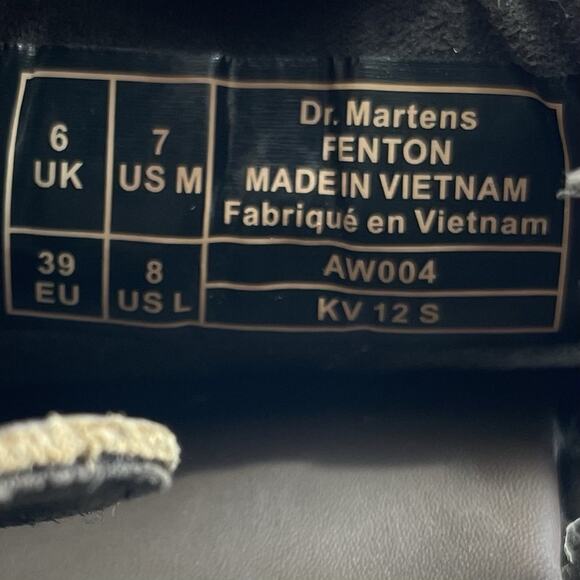 6
UK
7
US M
Dr. Martens
FENTON
MADE IN VIETNAM
Fabriqué en Vietnam
39
EU
8
US L
AW004
KV 12 S